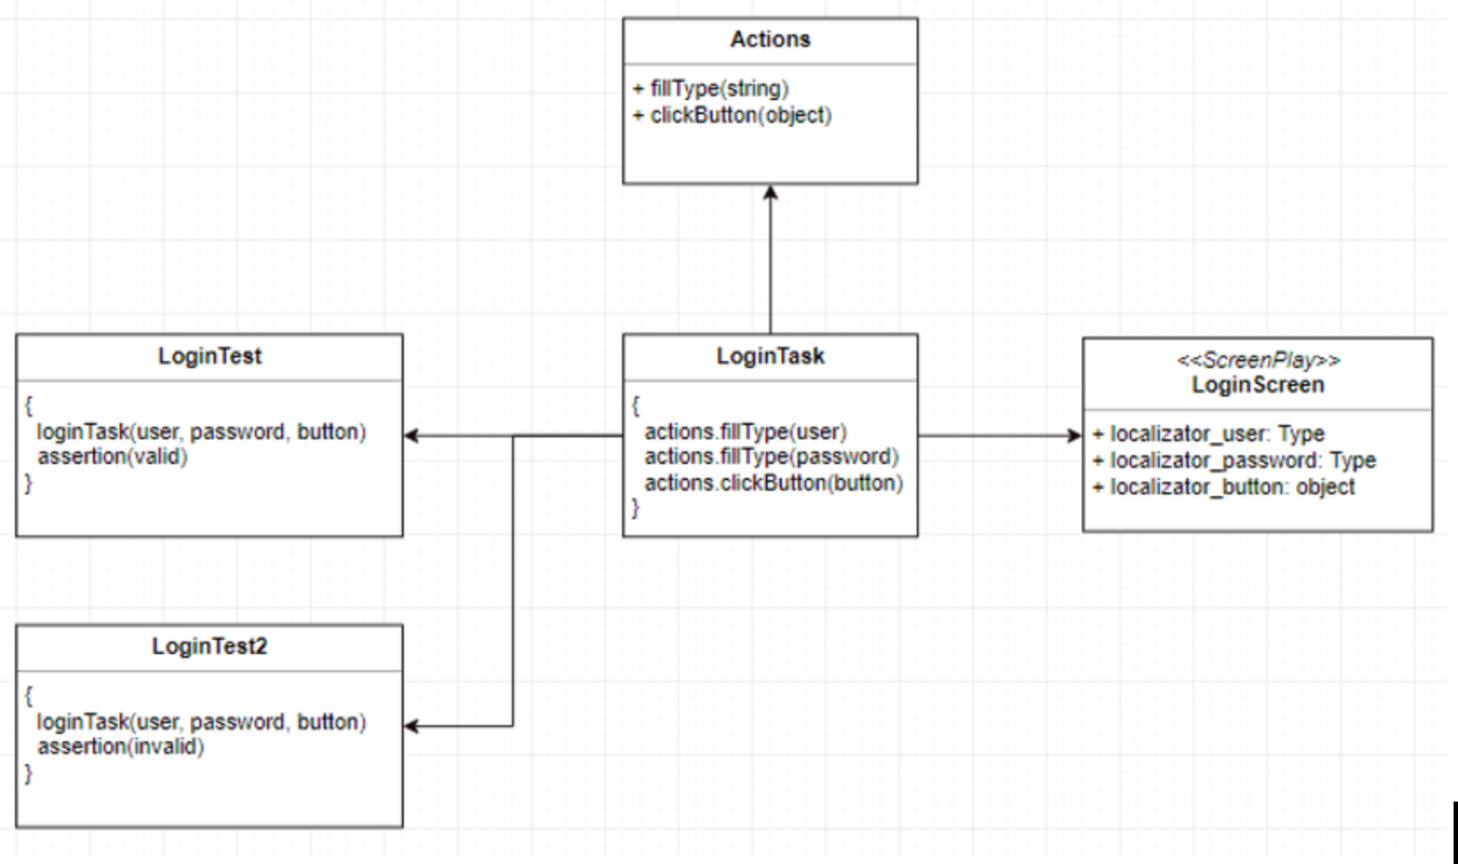 Actions
+ fillType(string)
+ clickButton(object)
LoginTest
{
loginTask(user, password, button)
assertion(valid)
}
LoginTask
{
actions.fillType(user)
actions.fillType(password)
actions.clickButton(button)
}
<<ScreenPlay>>
LoginScreen
+ localizator_user: Type
+ localizator_password: Type
+ localizator_button: object
LoginTest2
{
loginTask(user, password, button)
assertion(invalid)
}